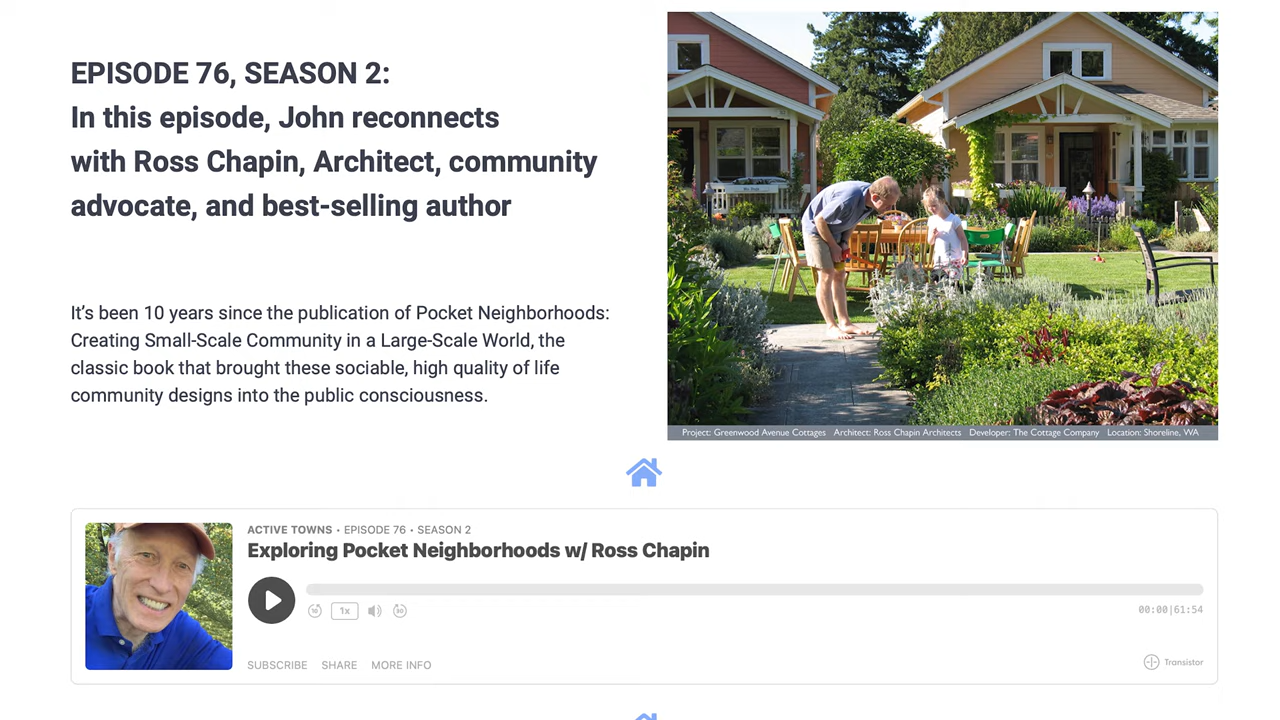 EPISODE 76, SEASON 2:
In this episode, John reconnects
with Ross Chapin, Architect, community
advocate, and best-selling author
It’s been 10 years since the publication of Pocket Neighborhoods:
Creating Small-Scale Community in a Large-Scale World, the
classic book that brought these sociable, high quality of life
community designs into the public consciousness.
Project: Greenwood Avenue Cottages Architect: Ross Chapin Architects Developer: The Cottage Company Location: Shoreline, WA
ACTIVE TOWNS • EPISODE 76 • SEASON 2
Exploring Pocket Neighborhoods w/ Ross Chapin
10 1x 30
00:00|61:54
SUBSCRIBE SHARE MORE INFO
Transistor